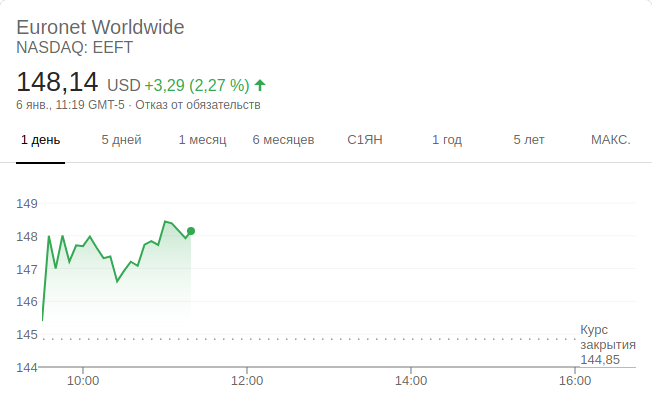 Euronet Worldwide
NASDAQ: EEFT
148,14 USD +3,29 (2,27 %)
6 янв., 11:19 GMT-5 · Отказ от обязательств
1 день 5 дней 1 месяц 6 месяцев С1ЯН 1 год 5 лет МАКС.
149
148
147
146
145
144
Курс
закрытия
144,85
10:00 12:00 14:00 16:00